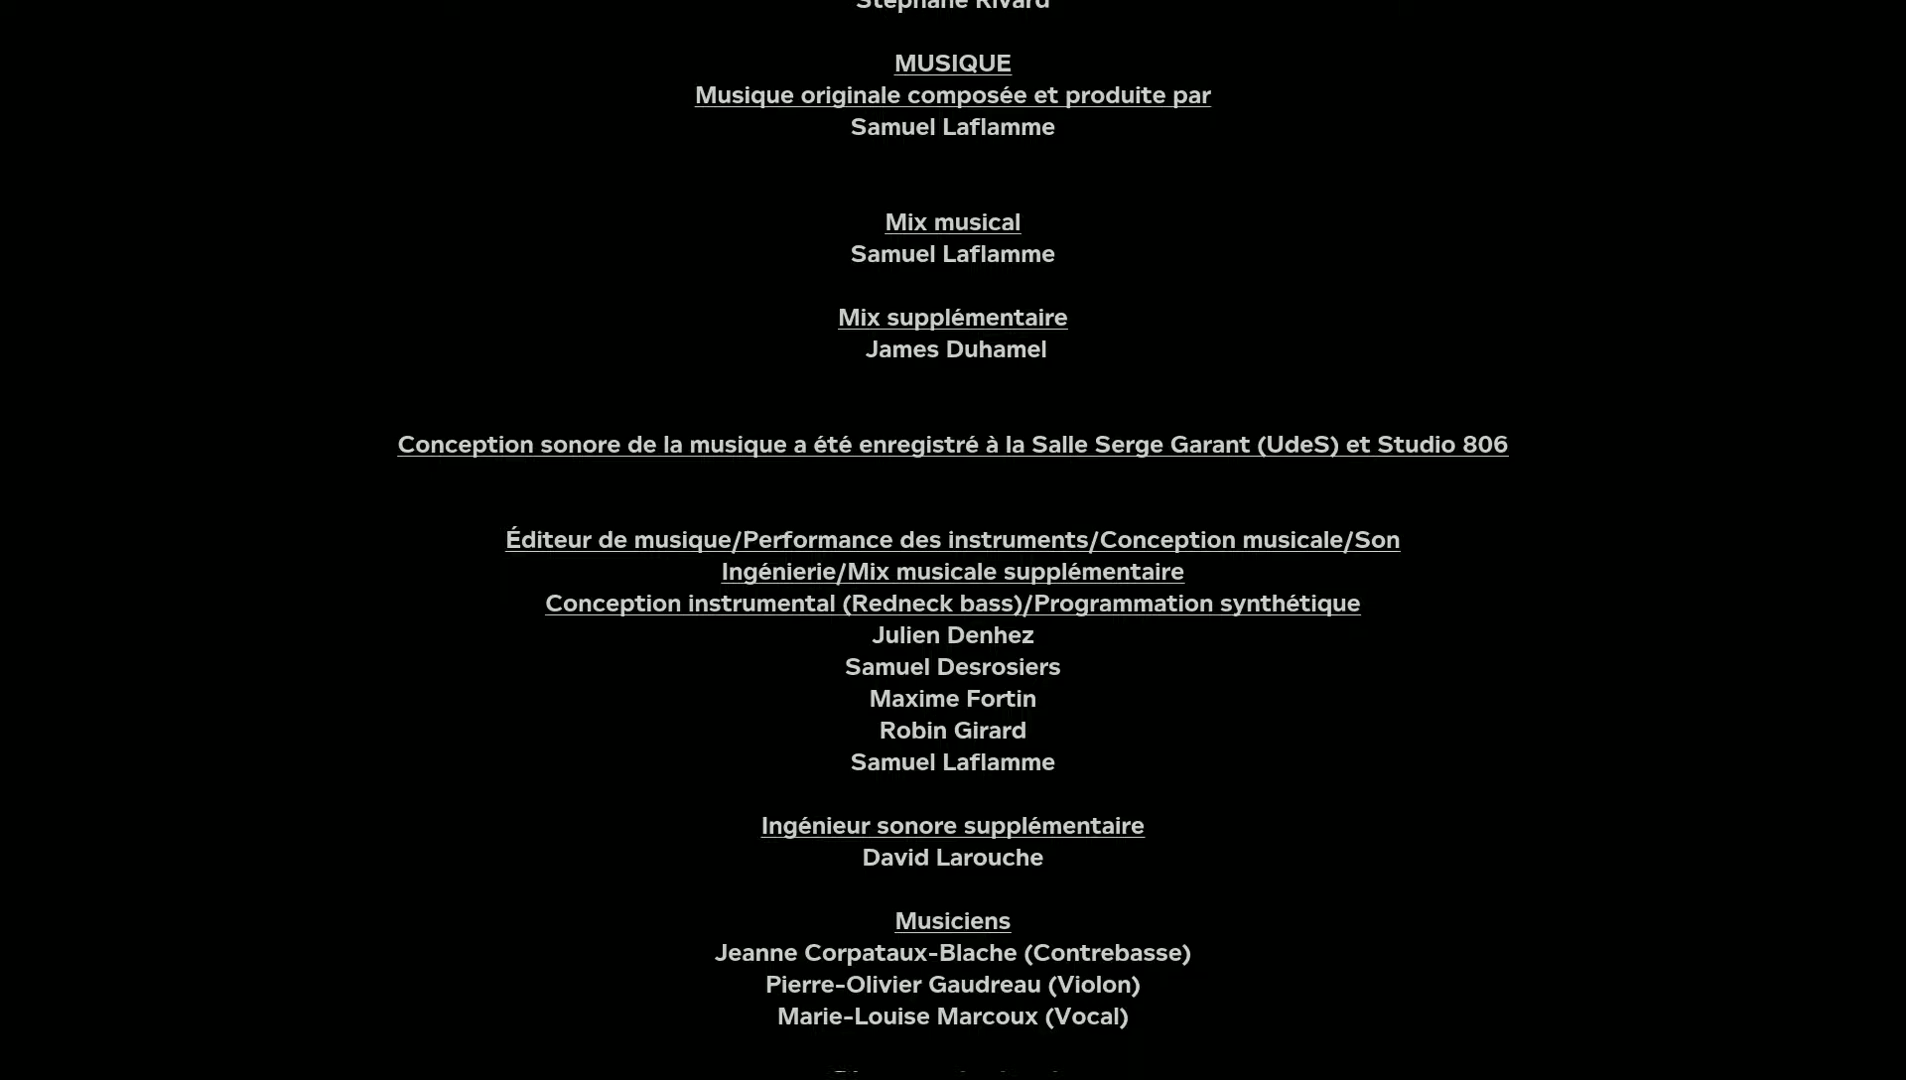 Stéphane Rivard
MUSIQUE
Musique originale composée et produite par
Samuel Laflamme
Mix musical
Samuel Laflamme
Mix supplémentaire
James Duhamel
Conception sonore de la musique a été enregistré à la Salle Serge Garant (UdeS) et Studio 806
Éditeur de musique/Performance des instruments/Conception musicale/Son
Ingénierie/Mix musicale supplémentaire
Conception instrumental (Redneck bass)/Programmation synthétique
Julien Denhez
Samuel Desrosiers
Maxime Fortin
Robin Girard
Samuel Laflamme
Ingénieur sonore supplémentaire
David Larouche
Musiciens
Jeanne Corpataux-Blache (Contrebasse)
Pierre-Olivier Gaudreau (Violon)
Marie-Louise Marcoux (Vocal)